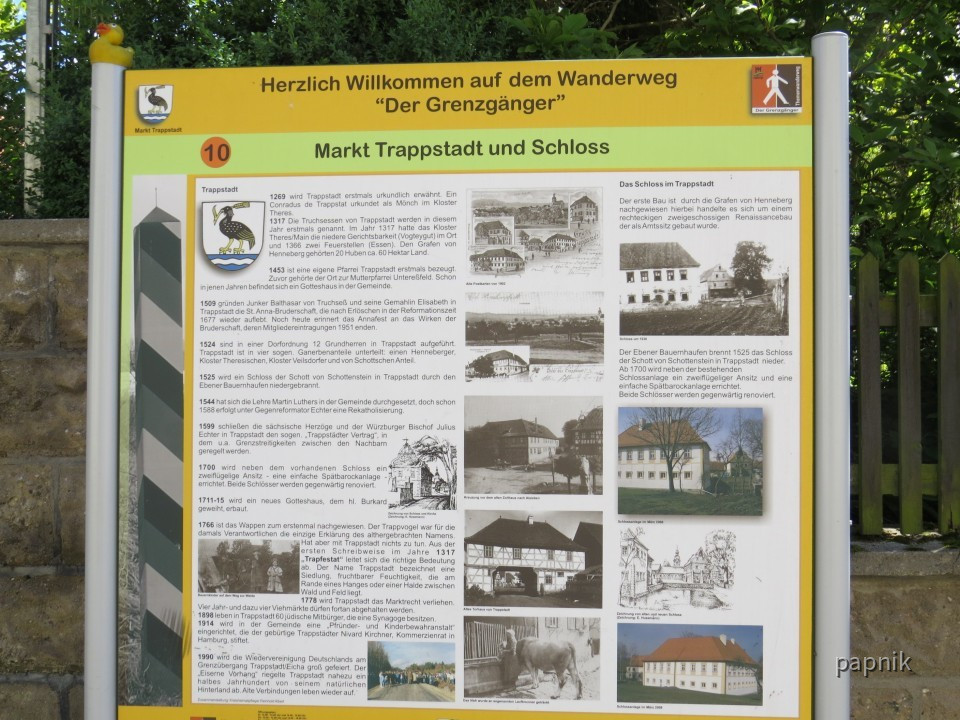 Herzlich Willkommen auf dem Wanderweg
"Der Grenzgänger"
Markt Trappstadt
Der Grenzgänger
10
Markt Trappstadt und Schloss
Trappstadt
1269 wird Trappstadt erstmals urkundlich erwähnt. Ein
Conradus de Trappstat urkundet als Mönch im Kloster
Theres.
1317 Die Truchsessen von Trappstadt werden in diesem
Jahr erstmals genannt. Im Jahr 1317 hatte das Kloster
Theres/Main die niedere Gerichtsbarkeit (Vogteygut) im Ort
und 1366 zwei Feuerstellen (Essen). Den Grafen von
Henneberg gehörten 20 Huben ca. 60 Hektar Land.
1453 ist eine eigene Pfarrei Trappstadt erstmals bezeugt.
Zuvor gehörte der Ort zur Mutterpfarrei Untereßfeld. Schon
in jenen Jahren befindet sich ein Gotteshaus in der Gemeinde.
1509 gründen Junker Balthasar von Truchseß und seine Gemahlin Elisabeth in
Trappstadt die St. Anna-Bruderschaft, die nach Erlöschen in der Reformationszeit
1677 wieder auflebt. Noch heute erinnert das Annafest an das Wirken der
Bruderschaft, deren Mitgliedereintragungen 1951 enden.
1524 sind in einer Dorfordnung 12 Grundherren in Trappstadt aufgeführt.
Trappstadt ist in vier sogen. Ganerbenanteile unterteilt: einen Henneberger,
Kloster Theresischen, Kloster Veilsdorfer und von Schottischen Anteil.
1525 wird ein Schloss der Schott von Schottenstein in Trappstadt durch den
Ebener Bauernhaufen niedergebrannt.
1544 hat sich die Lehre Martin Luthers in der Gemeinde durchgesetzt, doch schon
1588 erfolgt unter Gegenreformator Echter eine Rekatholisierung.
1599 schließen die sächsische Herzöge und der Würzburger Bischof Julius
Echter in Trappstadt den sogen. „Trappstädter Vertrag", in
dem u.a. Grenzstreitigkeiten zwischen den Nachbarn
geregelt werden.
1700 wird neben dem vorhandenen Schloss ein
zweiflügelige Ansitz - eine einfache Spätbarockanlage
errichtet. Beide Schlösser werden gegenwärtig renoviert.
1711-15 wird ein neues Gotteshaus, dem hl. Burkard
geweiht, erbaut.
1766 ist das Wappen zum erstenmal nachgewiesen. Der Trappvogel war für die
damals Verantwortlichen die einzige Erklärung des althergebrachten Namens.
Hat aber mit Trappstadt nichts zu tun. Aus der
ersten Schreibweise im Jahre 1317
„Trapfestat" leitet sich die richtige Bedeutung
ab. Der Name Trappstadt bezeichnet eine
Siedlung, fruchtbarer Feuchtigkeit, die am
Rande eines Hanges oder einer Haide zwischen
Wald und Feld liegt.
1778 wird Trappstadt das Marktrecht verliehen.
Vier Jahr- und dazu vier Viehmärkte dürfen fortan abgehalten werden.
1898 leben in Trappstadt 60 jüdische Mitbürger, die eine Synagoge besitzen.
1914 wird in der Gemeinde eine „Pfründer- und Kinderbewahranstalt"
eingerichtet, die der gebürtige Trappstädter Nivard Kirchner, Kommerzienrat in
Hamburg, stiftet.
1990 wird die Wiedervereinigung Deutschlands am
Grenzübergang Trappstadt/Eicha groß gefeiert. Der
„Eiserne Vorhang" riegelte Trappstadt nahezu ein
halbes Jahrhundert von seinem natürlichen
Hinterland ab. Alte Verbindungen leben wieder auf.
Das Schloss im Trappstadt
Der erste Bau ist durch die Grafen von Henneberg
nachgewiesen hierbei handelte es sich um einem
rechteckigen zweigeschossigen Renaissancebau
der als Amtssitz gebaut wurde.
Der Ebener Bauernhaufen brennt 1525 das Schloss
der Schott von Schottenstein in Trappstadt nieder.
Ab 1700 wird neben der bestehenden
Schlossanlage ein zweiflügeliger Ansitz und eine
einfache Spätbarockanlage errichtet.
Beide Schlösser werden gegenwärtig renoviert.
papnik